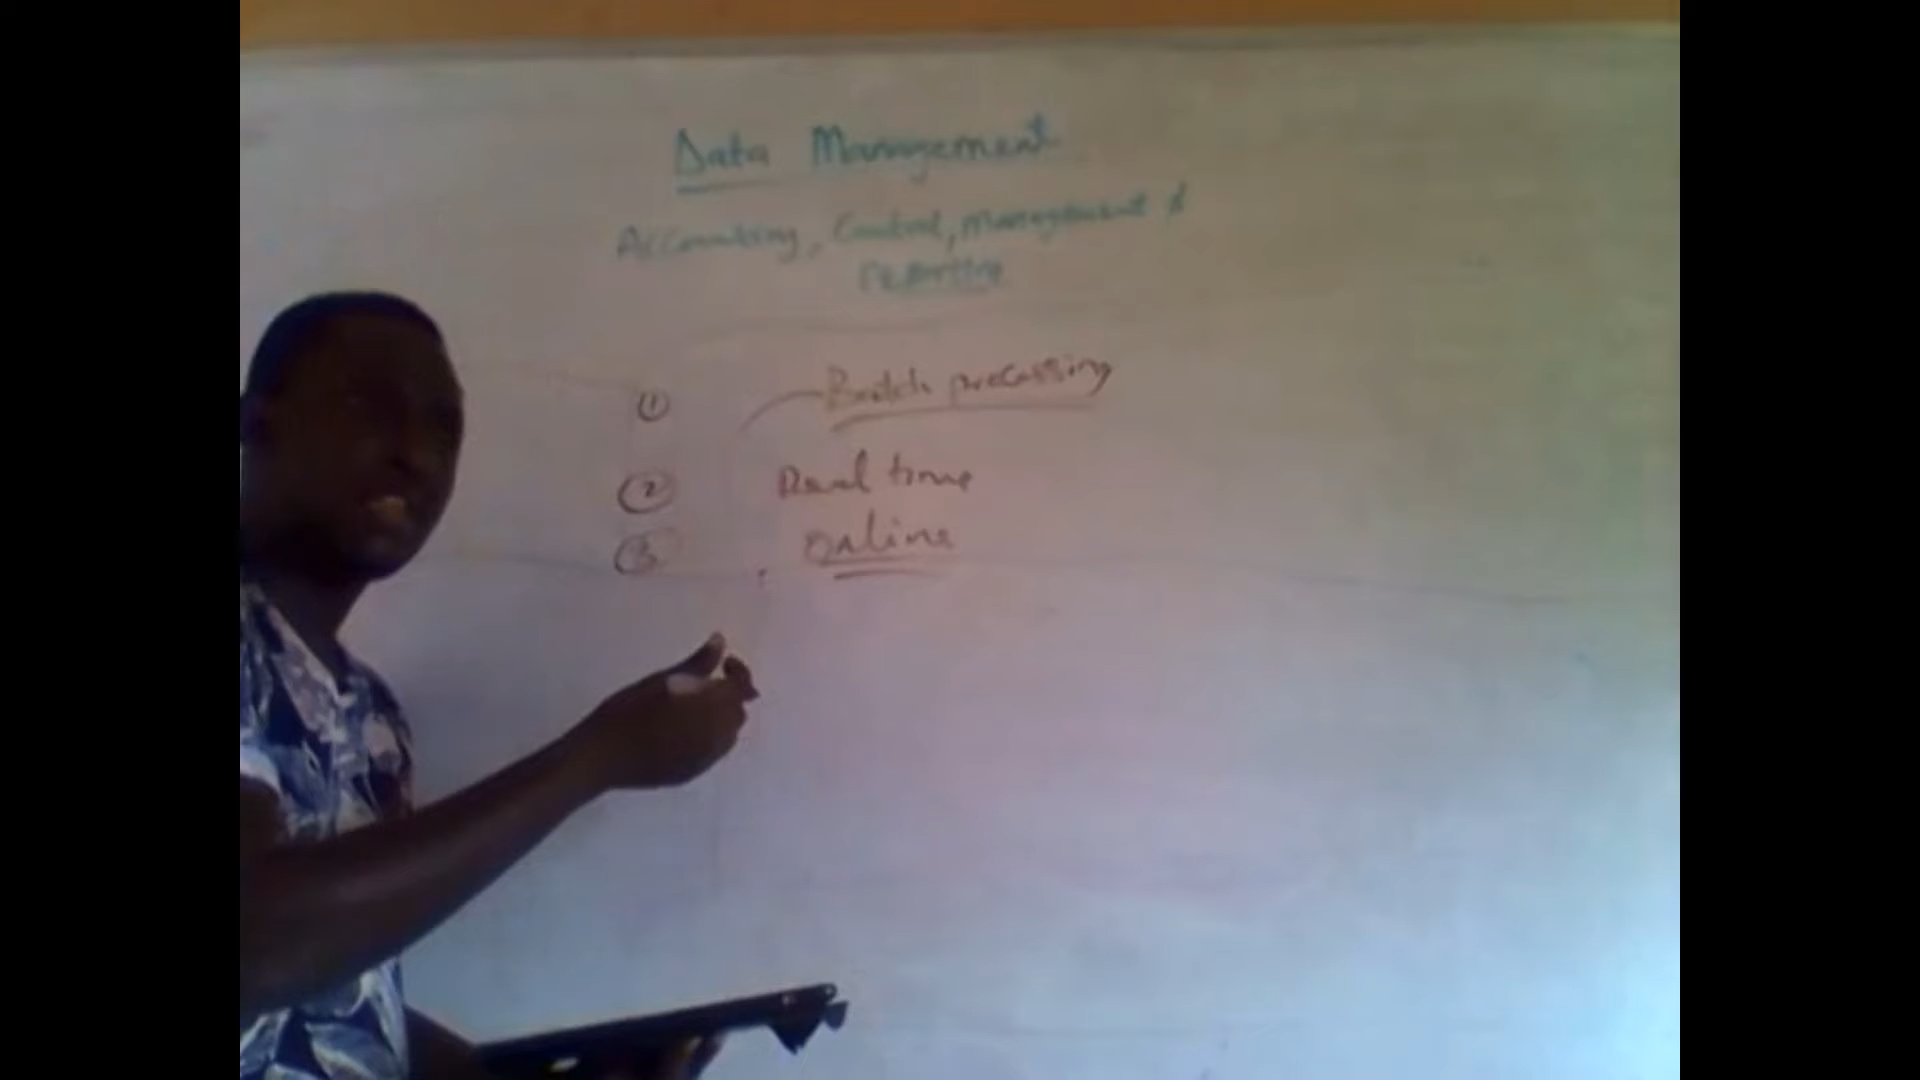 Data Management
Accounting, Control, Management &
reporting
① Batch processing
② Real time
③ online